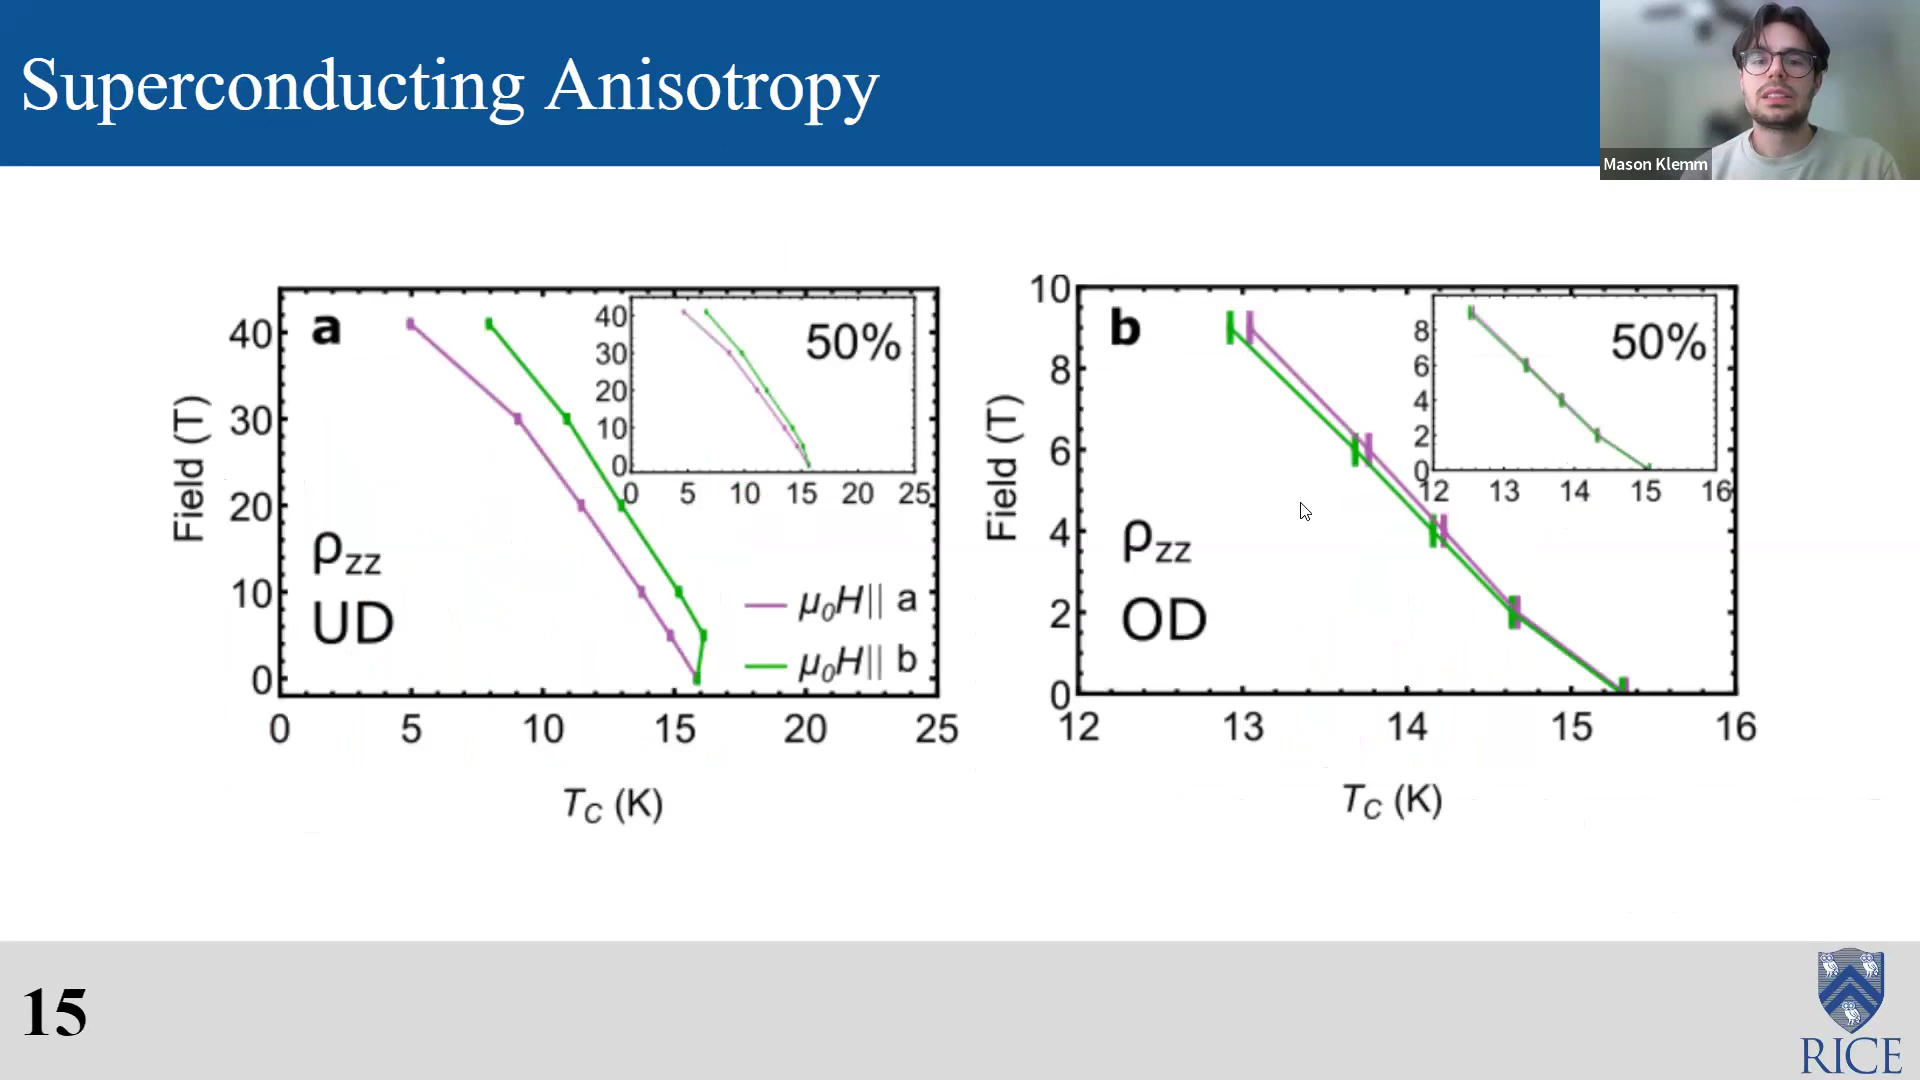 Superconducting Anisotropy
Mason Klemm
a
50%
40
30
20
10
0
0 5 10 15 20 25
Field (T)
40
30
20
10
0
ρzz
UD
μ0H|| a
μ0H|| b
0 5 10 15 20 25
TC (K)
b
50%
8
6
4
2
0
12 13 14 15 16
Field (T)
10
8
6
4
2
0
ρzz
OD
12 13 14 15 16
TC (K)
15
RICE